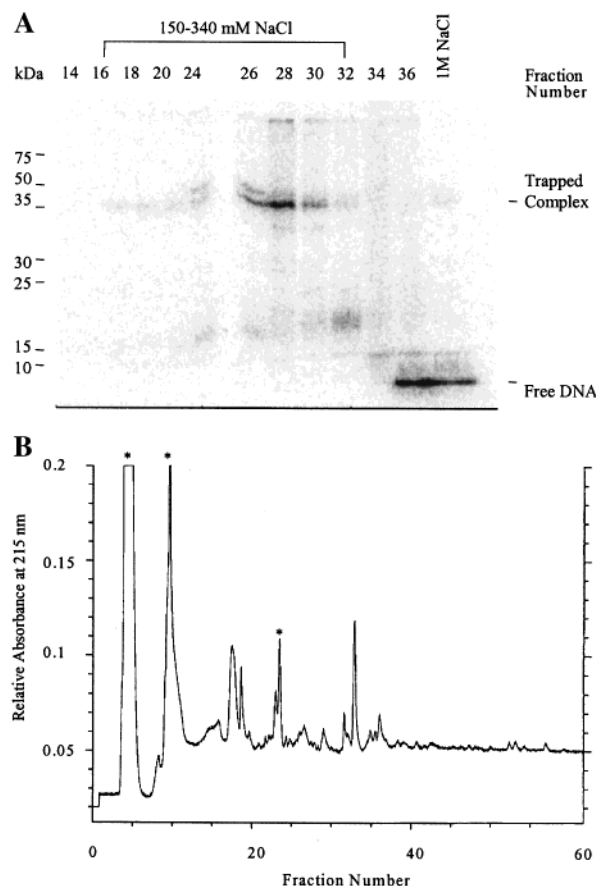 A
150-340 mM NaCl
1M NaCl
kDa 14 16 18 20 24 26 28 30 32 34 36
Fraction
Number
75
50
35
30
25
15
10
Trapped
Complex
Free DNA
B
* * *
0.2
0.15
0.1
0.05
Relative Absorbance at 215 nm
0 20 40 60
Fraction Number